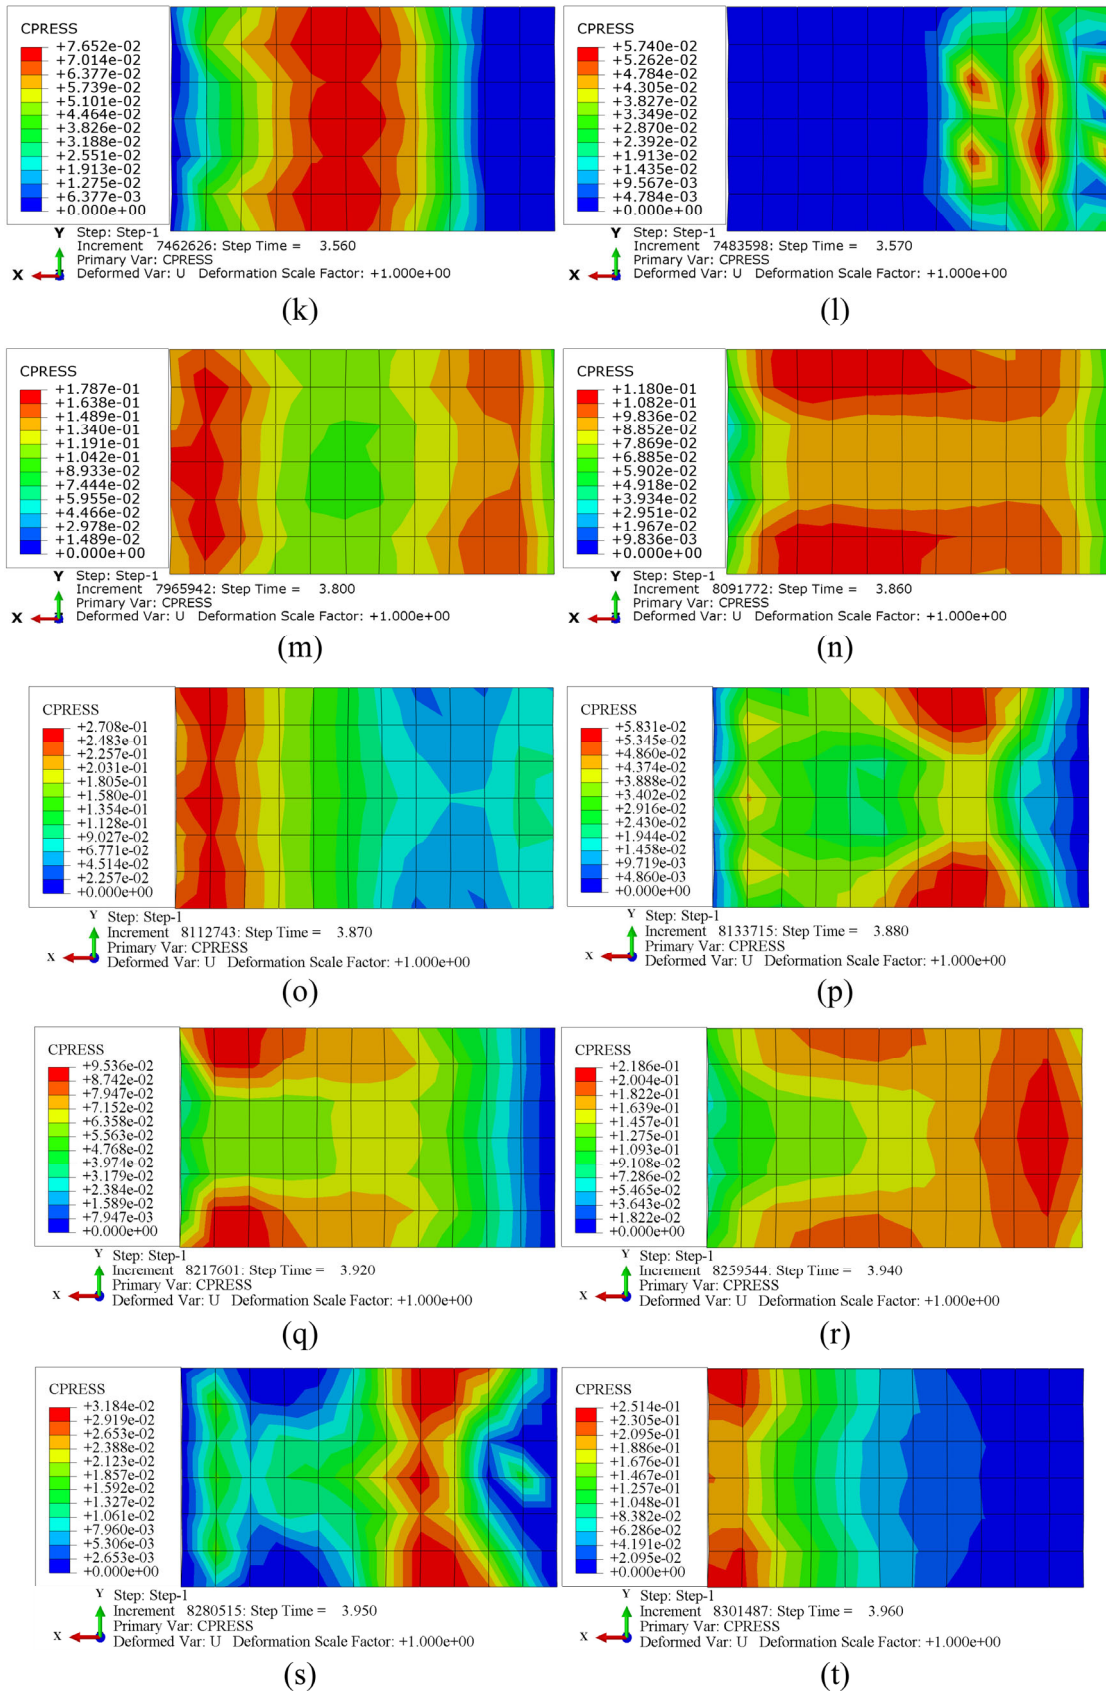 CPRESS
+7.652e-02
+7.014e-02
+6.377e-02
+5.739e-02
+5.101e-02
+4.464e-02
+3.826e-02
+3.188e-02
+2.551e-02
+1.913e-02
+1.275e-02
+6.377e-03
+0.000e+00
Y Step: Step-1
Increment 7462626: Step Time = 3.560
Primary Var: CPRESS
X Deformed Var: U Deformation Scale Factor: +1.000e+00
(k)
CPRESS
+5.740e-02
+5.262e-02
+4.784e-02
+4.305e-02
+3.827e-02
+3.349e-02
+2.870e-02
+2.392e-02
+1.913e-02
+1.435e-02
+9.567e-03
+4.784e-03
+0.000e+00
Y Step: Step-1
Increment 7483598: Step Time = 3.570
Primary Var: CPRESS
X Deformed Var: U Deformation Scale Factor: +1.000e+00
(l)
CPRESS
+1.787e-01
+1.638e-01
+1.489e-01
+1.340e-01
+1.191e-01
+1.042e-01
+8.933e-02
+7.444e-02
+5.955e-02
+4.466e-02
+2.978e-02
+1.489e-02
+0.000e+00
Y Step: Step-1
Increment 7965942: Step Time = 3.800
Primary Var: CPRESS
X Deformed Var: U Deformation Scale Factor: +1.000e+00
(m)
CPRESS
+1.180e-01
+1.082e-01
+9.836e-02
+8.852e-02
+7.869e-02
+6.885e-02
+5.902e-02
+4.918e-02
+3.934e-02
+2.951e-02
+1.967e-02
+9.836e-03
+0.000e+00
Y Step: Step-1
Increment 8091772: Step Time = 3.860
Primary Var: CPRESS
X Deformed Var: U Deformation Scale Factor: +1.000e+00
(n)
CPRESS
+2.708e-01
+2.483e-01
+2.257e-01
+2.031e-01
+1.805e-01
+1.580e-01
+1.354e-01
+1.128e-01
+9.027e-02
+6.771e-02
+4.514e-02
+2.257e-02
+0.000e+00
Y Step: Step-1
Increment 8112743: Step Time = 3.870
Primary Var: CPRESS
X Deformed Var: U Deformation Scale Factor: +1.000e+00
(o)
CPRESS
+5.831e-02
+5.345e-02
+4.860e-02
+4.374e-02
+3.888e-02
+3.402e-02
+2.916e-02
+2.430e-02
+1.944e-02
+1.458e-02
+9.719e-03
+4.860e-03
+0.000e+00
Y Step: Step-1
Increment 8133715: Step Time = 3.880
Primary Var: CPRESS
X Deformed Var: U Deformation Scale Factor: +1.000e+00
(p)
CPRESS
+9.536e-02
+8.742e-02
+7.947e-02
+7.152e-02
+6.358e-02
+5.563e-02
+4.768e-02
+3.974e-02
+3.179e-02
+2.384e-02
+1.589e-02
+7.947e-03
+0.000e+00
Y Step: Step-1
Increment 8217601: Step Time = 3.920
Primary Var: CPRESS
X Deformed Var: U Deformation Scale Factor: +1.000e+00
(q)
CPRESS
+2.186e-01
+2.004e-01
+1.822e-01
+1.639e-01
+1.457e-01
+1.275e-01
+1.093e-01
+9.108e-02
+7.286e-02
+5.465e-02
+3.643e-02
+1.822e-02
+0.000e+00
Y Step: Step-1
Increment 8259544: Step Time = 3.940
Primary Var: CPRESS
X Deformed Var: U Deformation Scale Factor: +1.000e+00
(r)
CPRESS
+3.184e-02
+2.919e-02
+2.653e-02
+2.388e-02
+2.123e-02
+1.857e-02
+1.592e-02
+1.327e-02
+1.061e-02
+7.960e-03
+5.306e-03
+2.653e-03
+0.000e+00
Y Step: Step-1
Increment 8280515: Step Time = 3.950
Primary Var: CPRESS
X Deformed Var: U Deformation Scale Factor: +1.000e+00
(s)
CPRESS
+2.514e-01
+2.305e-01
+2.095e-01
+1.886e-01
+1.676e-01
+1.467e-01
+1.257e-01
+1.048e-01
+8.382e-02
+6.286e-02
+4.191e-02
+2.095e-02
+0.000e+00
Y Step: Step-1
Increment 8301487: Step Time = 3.960
Primary Var: CPRESS
X Deformed Var: U Deformation Scale Factor: +1.000e+00
(t)